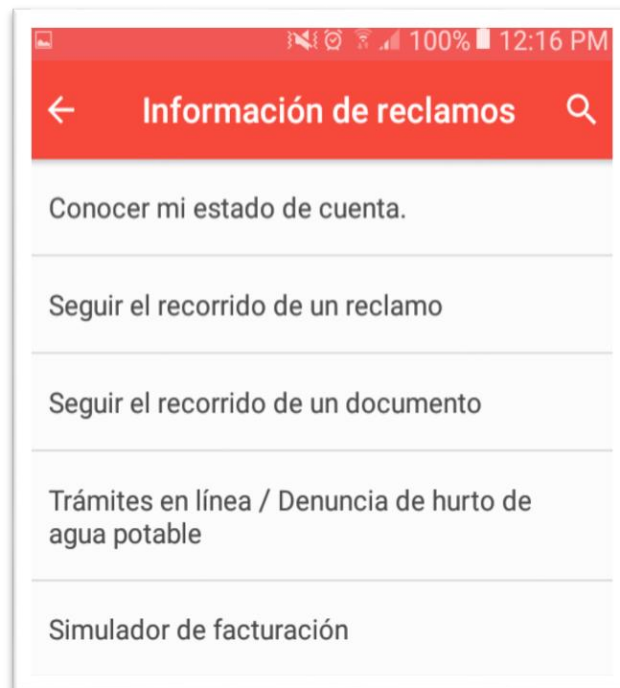 100% 12:16 PM
Información de reclamos
Conocer mi estado de cuenta.
Seguir el recorrido de un reclamo
Seguir el recorrido de un documento
Trámites en línea / Denuncia de hurto de
agua potable
Simulador de facturación